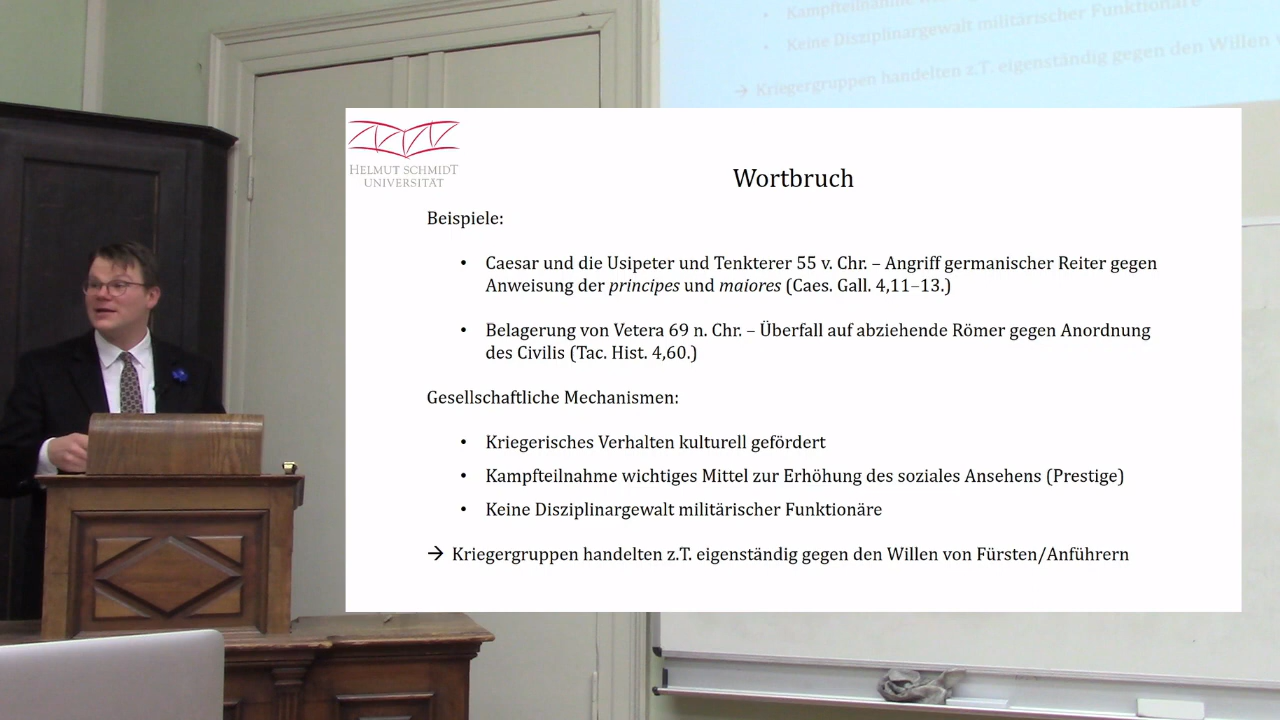 Kampfteilnahme
Keine Disziplinargewalt militärischer Funktionäre
→ Kriegergruppen handelten z.T. eigenständig gegen den Willen
HELMUT SCHMIDT
UNIVERSITÄT
Wortbruch
Beispiele:
• Caesar und die Usipeter und Tenkterer 55 v. Chr. – Angriff germanischer Reiter gegen
Anweisung der principes und maiores (Caes. Gall. 4,11–13.)
• Belagerung von Vetera 69 n. Chr. – Überfall auf abziehende Römer gegen Anordnung
des Civilis (Tac. Hist. 4,60.)
Gesellschaftliche Mechanismen:
• Kriegerisches Verhalten kulturell gefördert
• Kampfteilnahme wichtiges Mittel zur Erhöhung des soziales Ansehens (Prestige)
• Keine Disziplinargewalt militärischer Funktionäre
→ Kriegergruppen handelten z.T. eigenständig gegen den Willen von Fürsten/Anführern